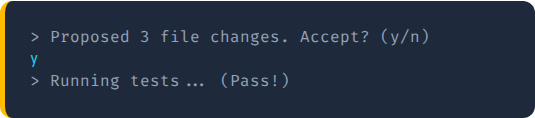 > Proposed 3 file changes. Accept? (y/n)
y
> Running tests... (Pass!)